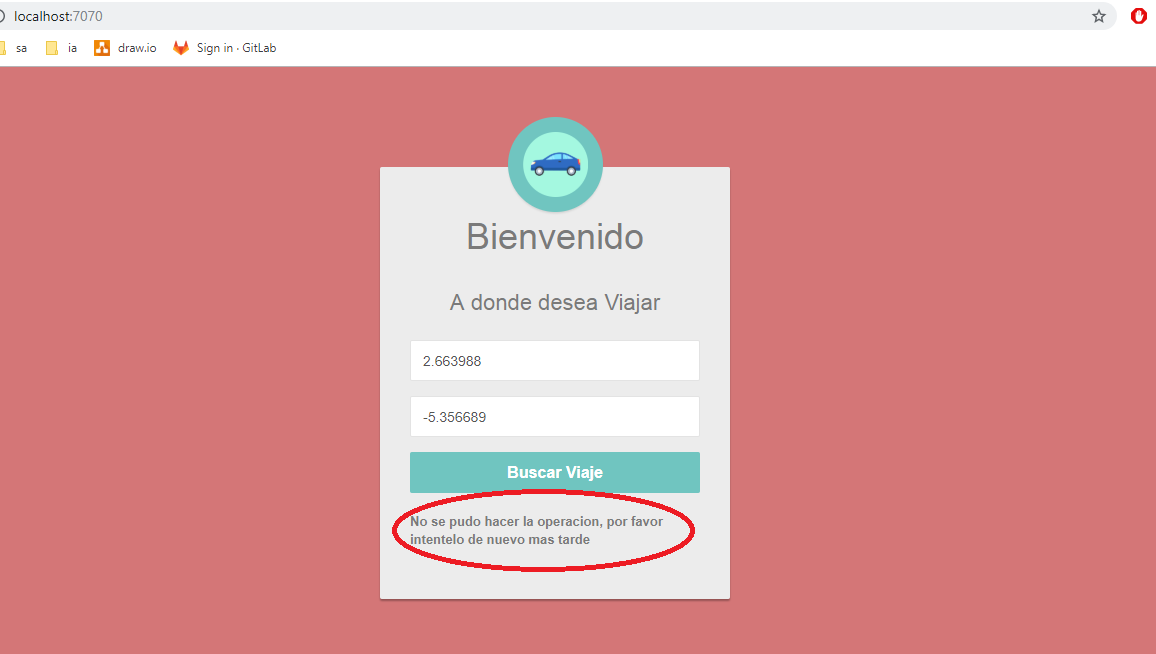 localhost:7070
sa ia draw.io Sign in · GitLab
Bienvenido
A donde desea Viajar
2.663988
-5.356689
Buscar Viaje
No se pudo hacer la operacion, por favor
intentelo de nuevo mas tarde